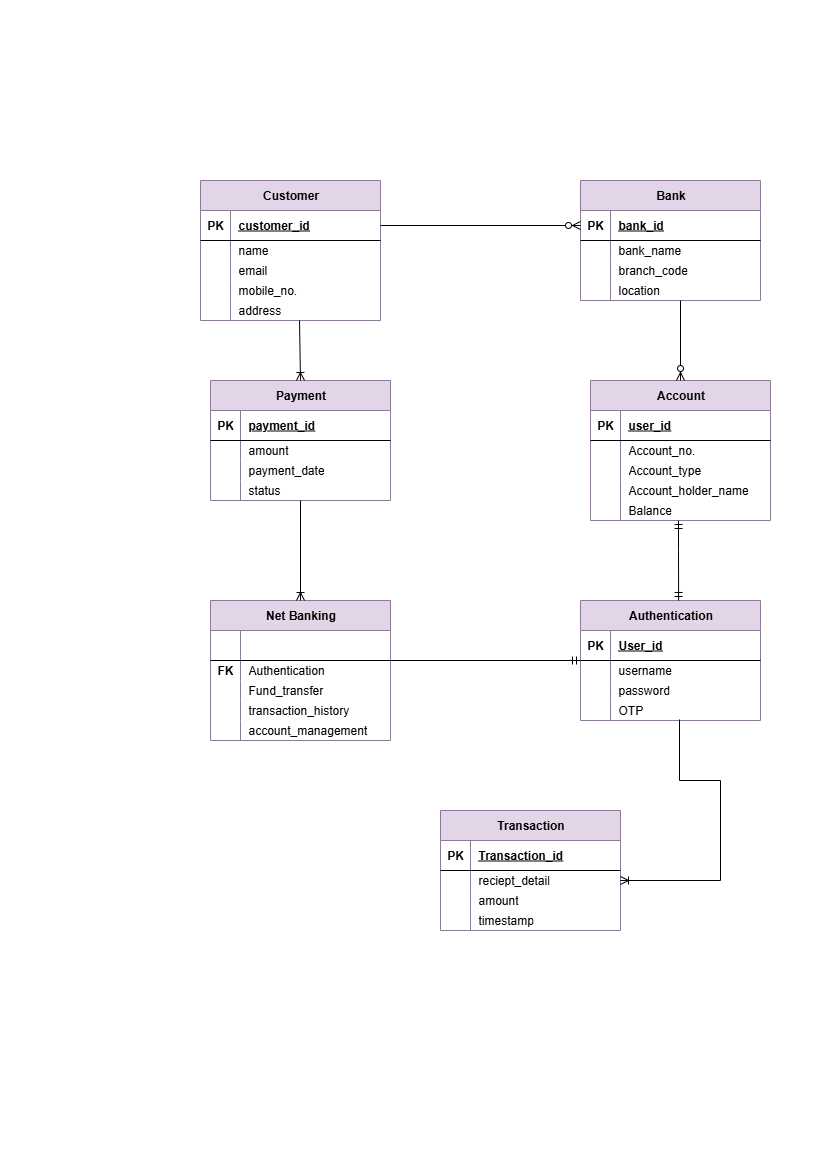 Customer
PK customer_id
name
email
mobile_no.
address
Bank
PK bank_id
bank_name
branch_code
location
Payment
PK payment_id
amount
payment_date
status
Account
PK user_id
Account_no.
Account_type
Account_holder_name
Balance
Net Banking
FK Authentication
Fund_transfer
transaction_history
account_management
Authentication
PK User_id
username
password
OTP
Transaction
PK Transaction_id
reciept_detail
amount
timestamp